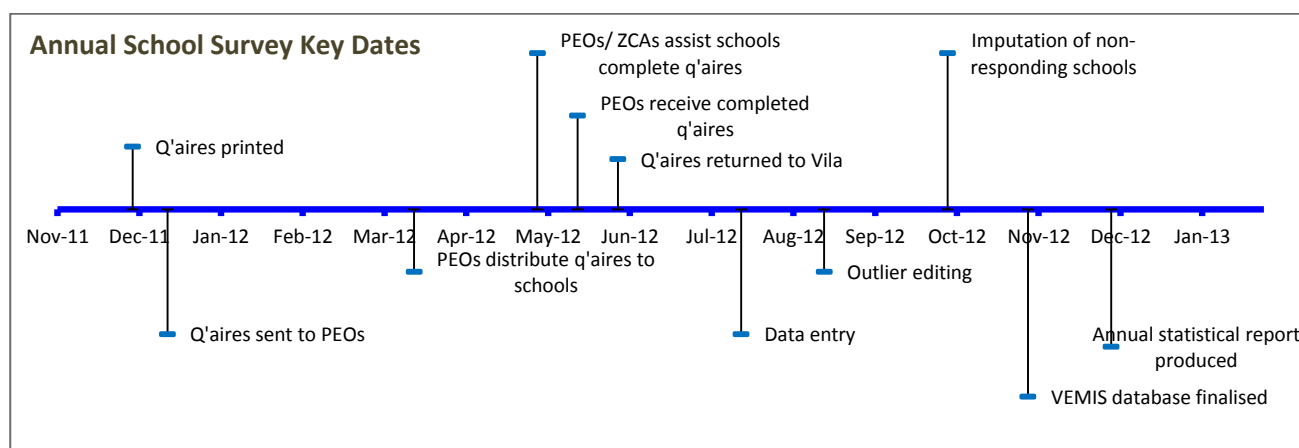 Annual School Survey Key Dates
PEOs/ ZCAs assist schools
complete q'aires
Imputation of non-
responding schools
PEOs receive completed
q'aires
Q'aires printed
Q'aires returned to Vila
Nov-11 Dec-11 Jan-12 Feb-12 Mar-12 Apr-12 May-12 Jun-12 Jul-12 Aug-12 Sep-12 Oct-12 Nov-12 Dec-12 Jan-13
PEOs distribute q'aires to
schools
Outlier editing
Q'aires sent to PEOs
Data entry
Annual statistical report
produced
VEMIS database finalised